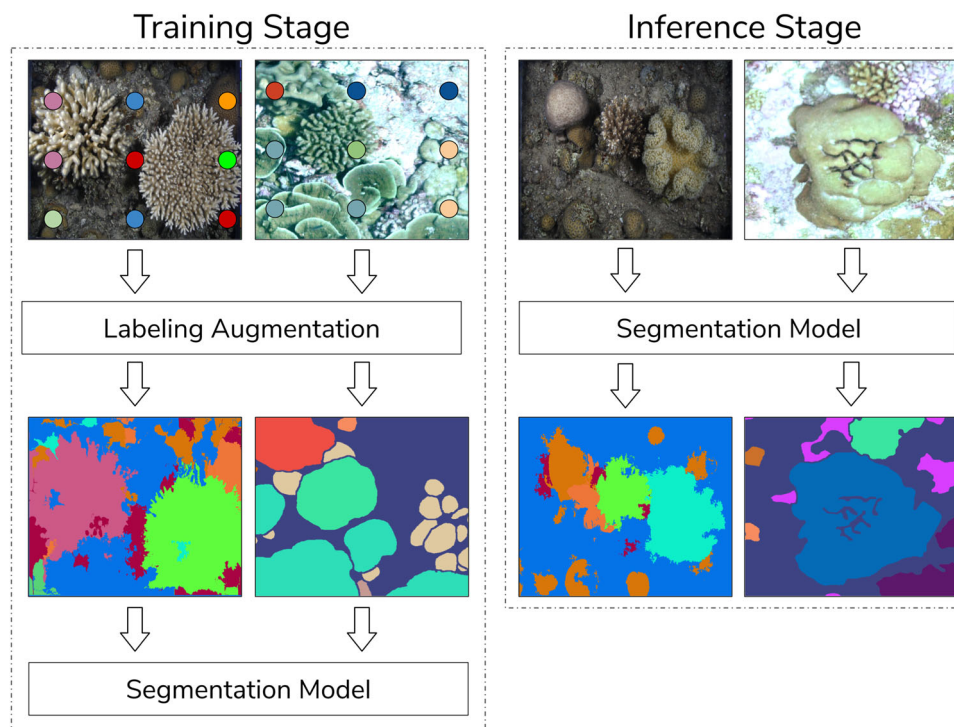 Training Stage
Inference Stage
Labeling Augmentation
Segmentation Model
Segmentation Model